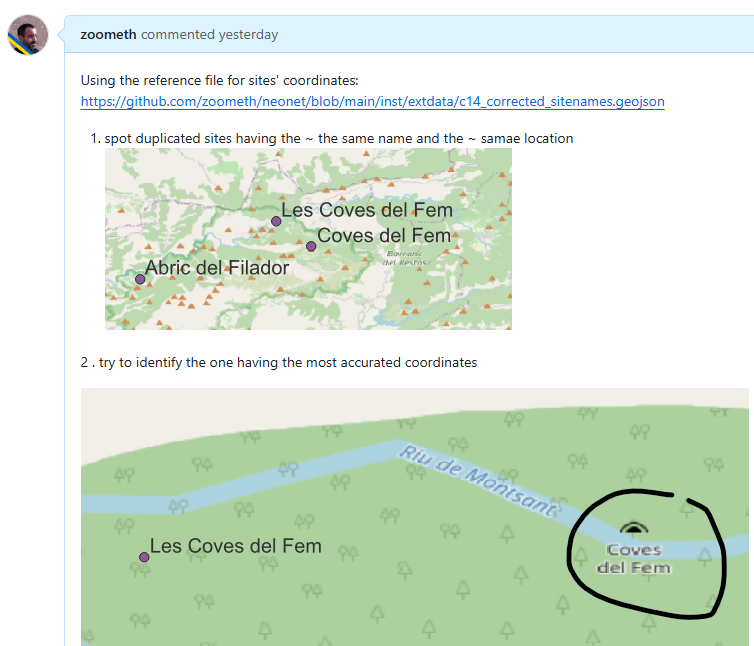 zoometh commented yesterday
Using the reference file for sites' coordinates:
https://github.com/zoometh/neonet/blob/main/inst/extdata/c14_corrected_sitenames.geojson
1. spot duplicated sites having the ~ the same name and the ~ samae location
Les Coves del Fem
Coves del Fem
Barranc
del Restos
Abric del Filador
2 . try to identify the one having the most accurated coordinates
Riu de Montsant
Les Coves del Fem
Coves
del Fem